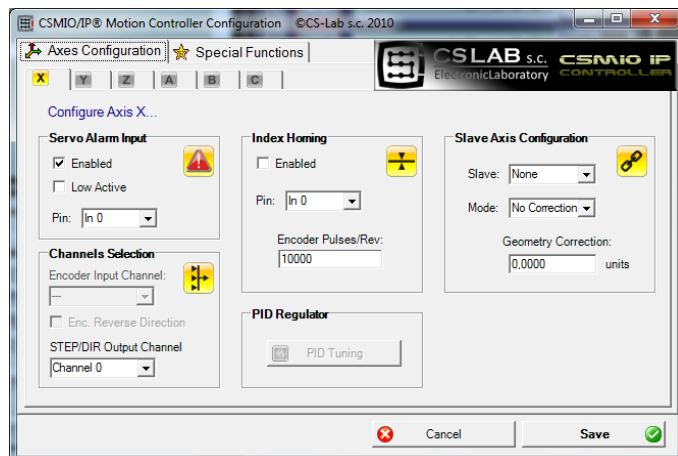 CSMIO/IP® Motion Controller Configuration ©CS-Lab s.c. 2010
Axes Configuration
Special Functions
CSLAB s.c.
ElectronicLaboratory
CSMIO IP
CONTROLLER
X Y Z A B C
Configure Axis X...
Servo Alarm Input
Enabled
Low Active
Pin: In 0
Channels Selection
Encoder Input Channel:
---
Enc. Reverse Direction
STEP/DIR Output Channel
Channel 0
Index Homing
Enabled
Pin: In 0
Encoder Pulses/Rev:
10000
PID Regulator
PID Tuning
Slave Axis Configuration
Slave: None
Mode: No Correction
Geometry Correction:
0,0000 units
Cancel
Save